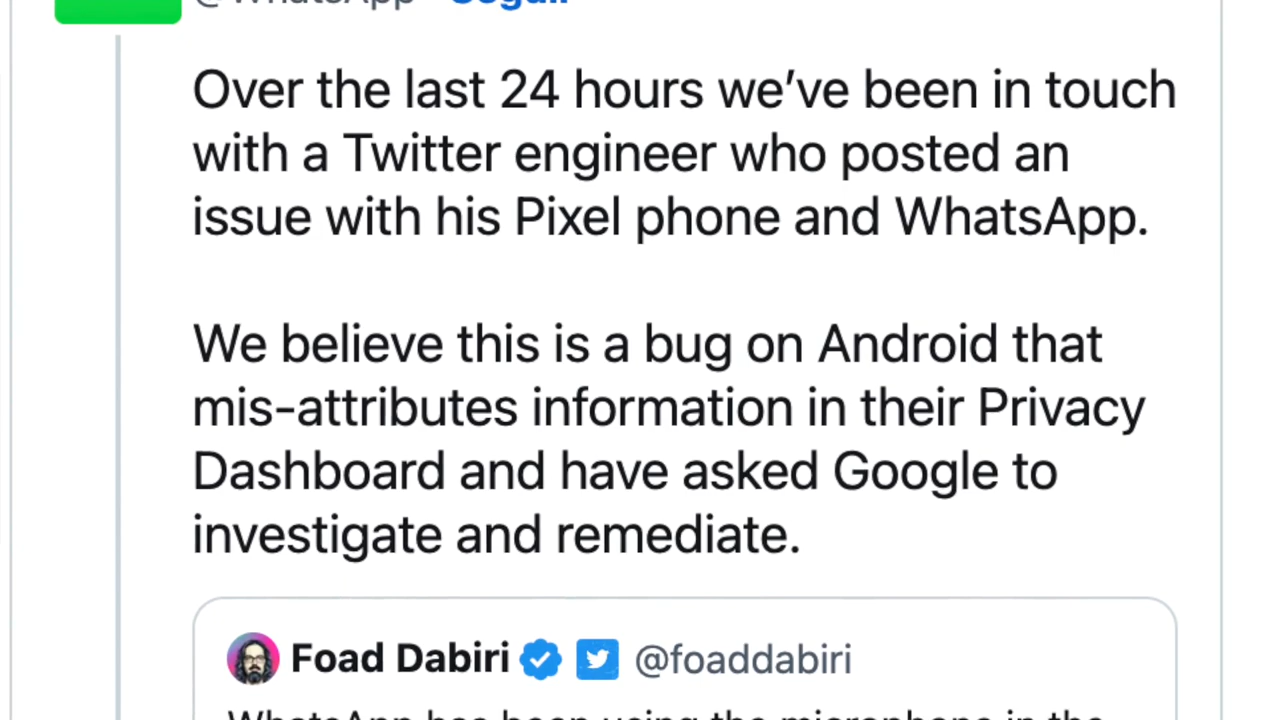 @WhatsApp · Seguir
Over the last 24 hours we’ve been in touch
with a Twitter engineer who posted an
issue with his Pixel phone and WhatsApp.
We believe this is a bug on Android that
mis-attributes information in their Privacy
Dashboard and have asked Google to
investigate and remediate.
Foad Dabiri @foaddabiri
WhatsApp has been using the microphone in the